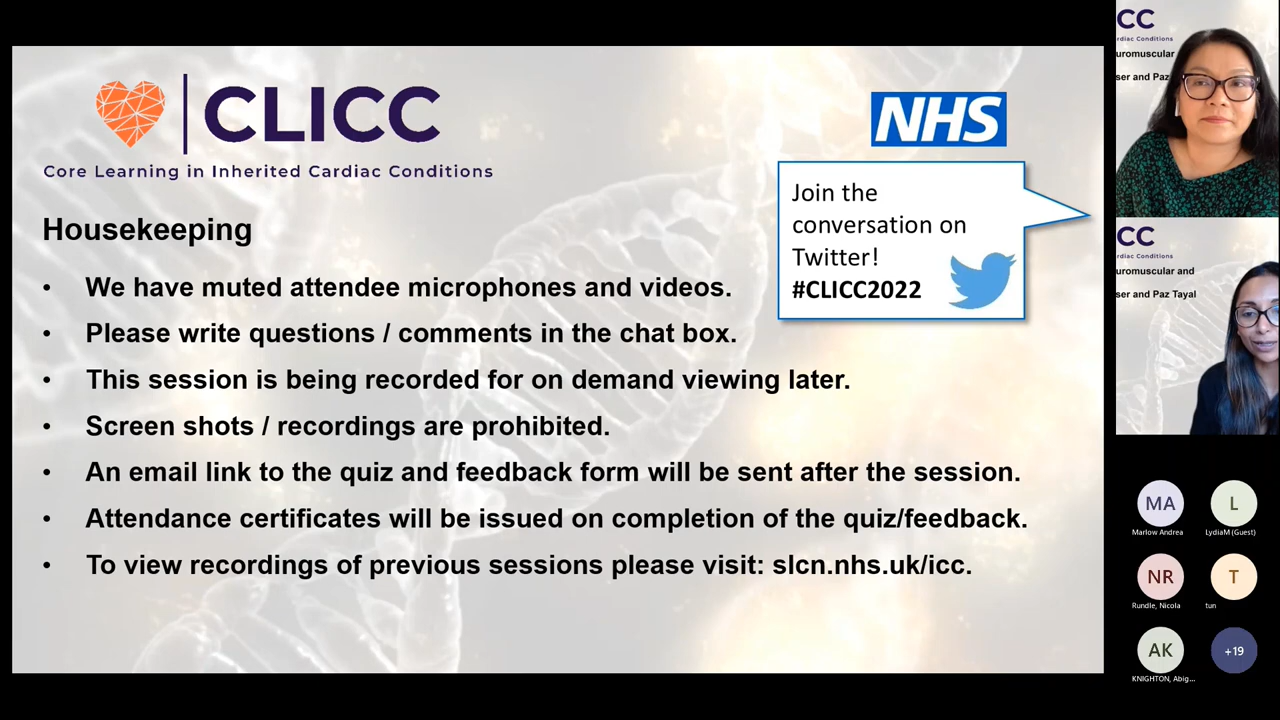 CLICC
Core Learning in Inherited Cardiac Conditions
NHS
Join the
conversation on
Twitter!
#CLICC2022
Housekeeping
• We have muted attendee microphones and videos.
• Please write questions / comments in the chat box.
• This session is being recorded for on demand viewing later.
• Screen shots / recordings are prohibited.
• An email link to the quiz and feedback form will be sent after the session.
• Attendance certificates will be issued on completion of the quiz/feedback.
• To view recordings of previous sessions please visit: slcn.nhs.uk/icc.
CC
rdiac Conditions
uromuscular
ser and Paz
CC
rdiac Conditions
uromuscular and
ser and Paz Tayal
MA
Marlow Andrea
L
LydiaM (Guest)
NR
Rundle, Nicola
T
tun
AK
KNIGHTON, Abig...
+19